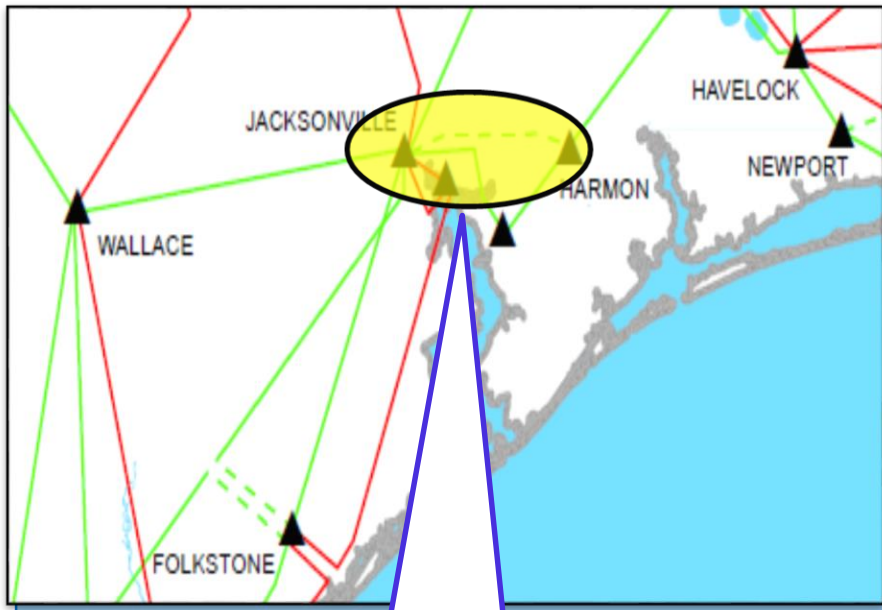 HAVELOCK
JACKSONVILLE
NEWPORT
HARMON
WALLACE
FOLKSTONE